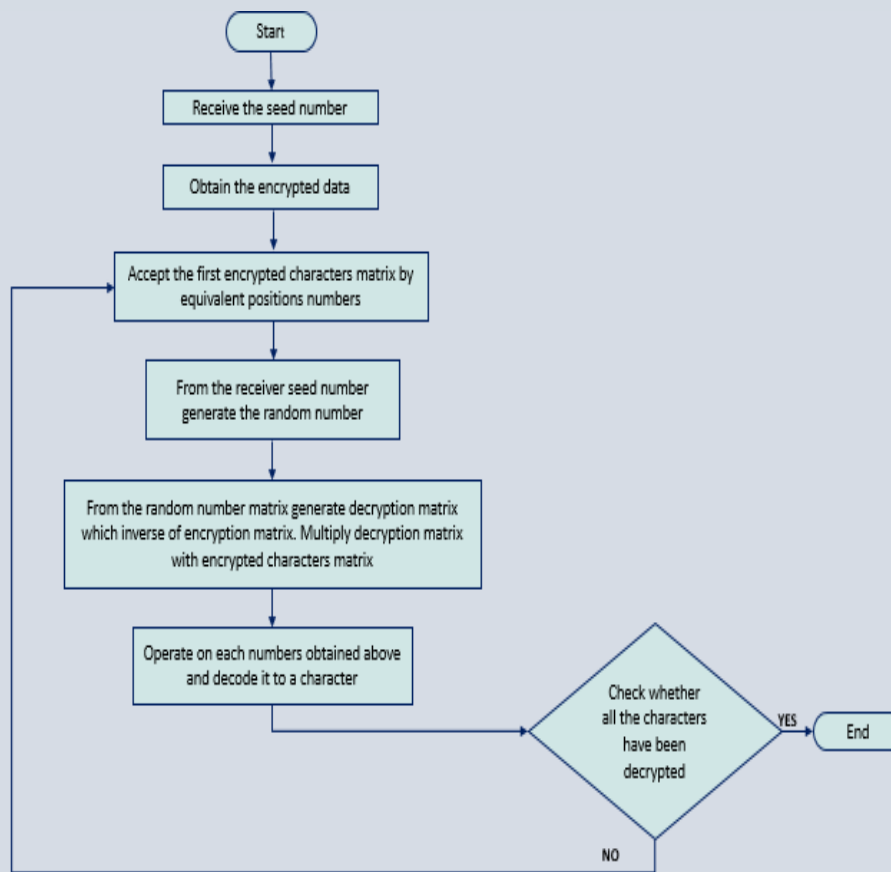 Start
Receive the seed number
Obtain the encrypted data
Accept the first encrypted characters matrix by
equivalent positions numbers
From the receiver seed number
generate the random number
From the random number matrix generate decryption matrix
which inverse of encryption matrix. Multiply decryption matrix
with encrypted characters matrix
Operate on each numbers obtained above
and decode it to a character
Check whether
all the characters
have been
decrypted
YES
End
NO